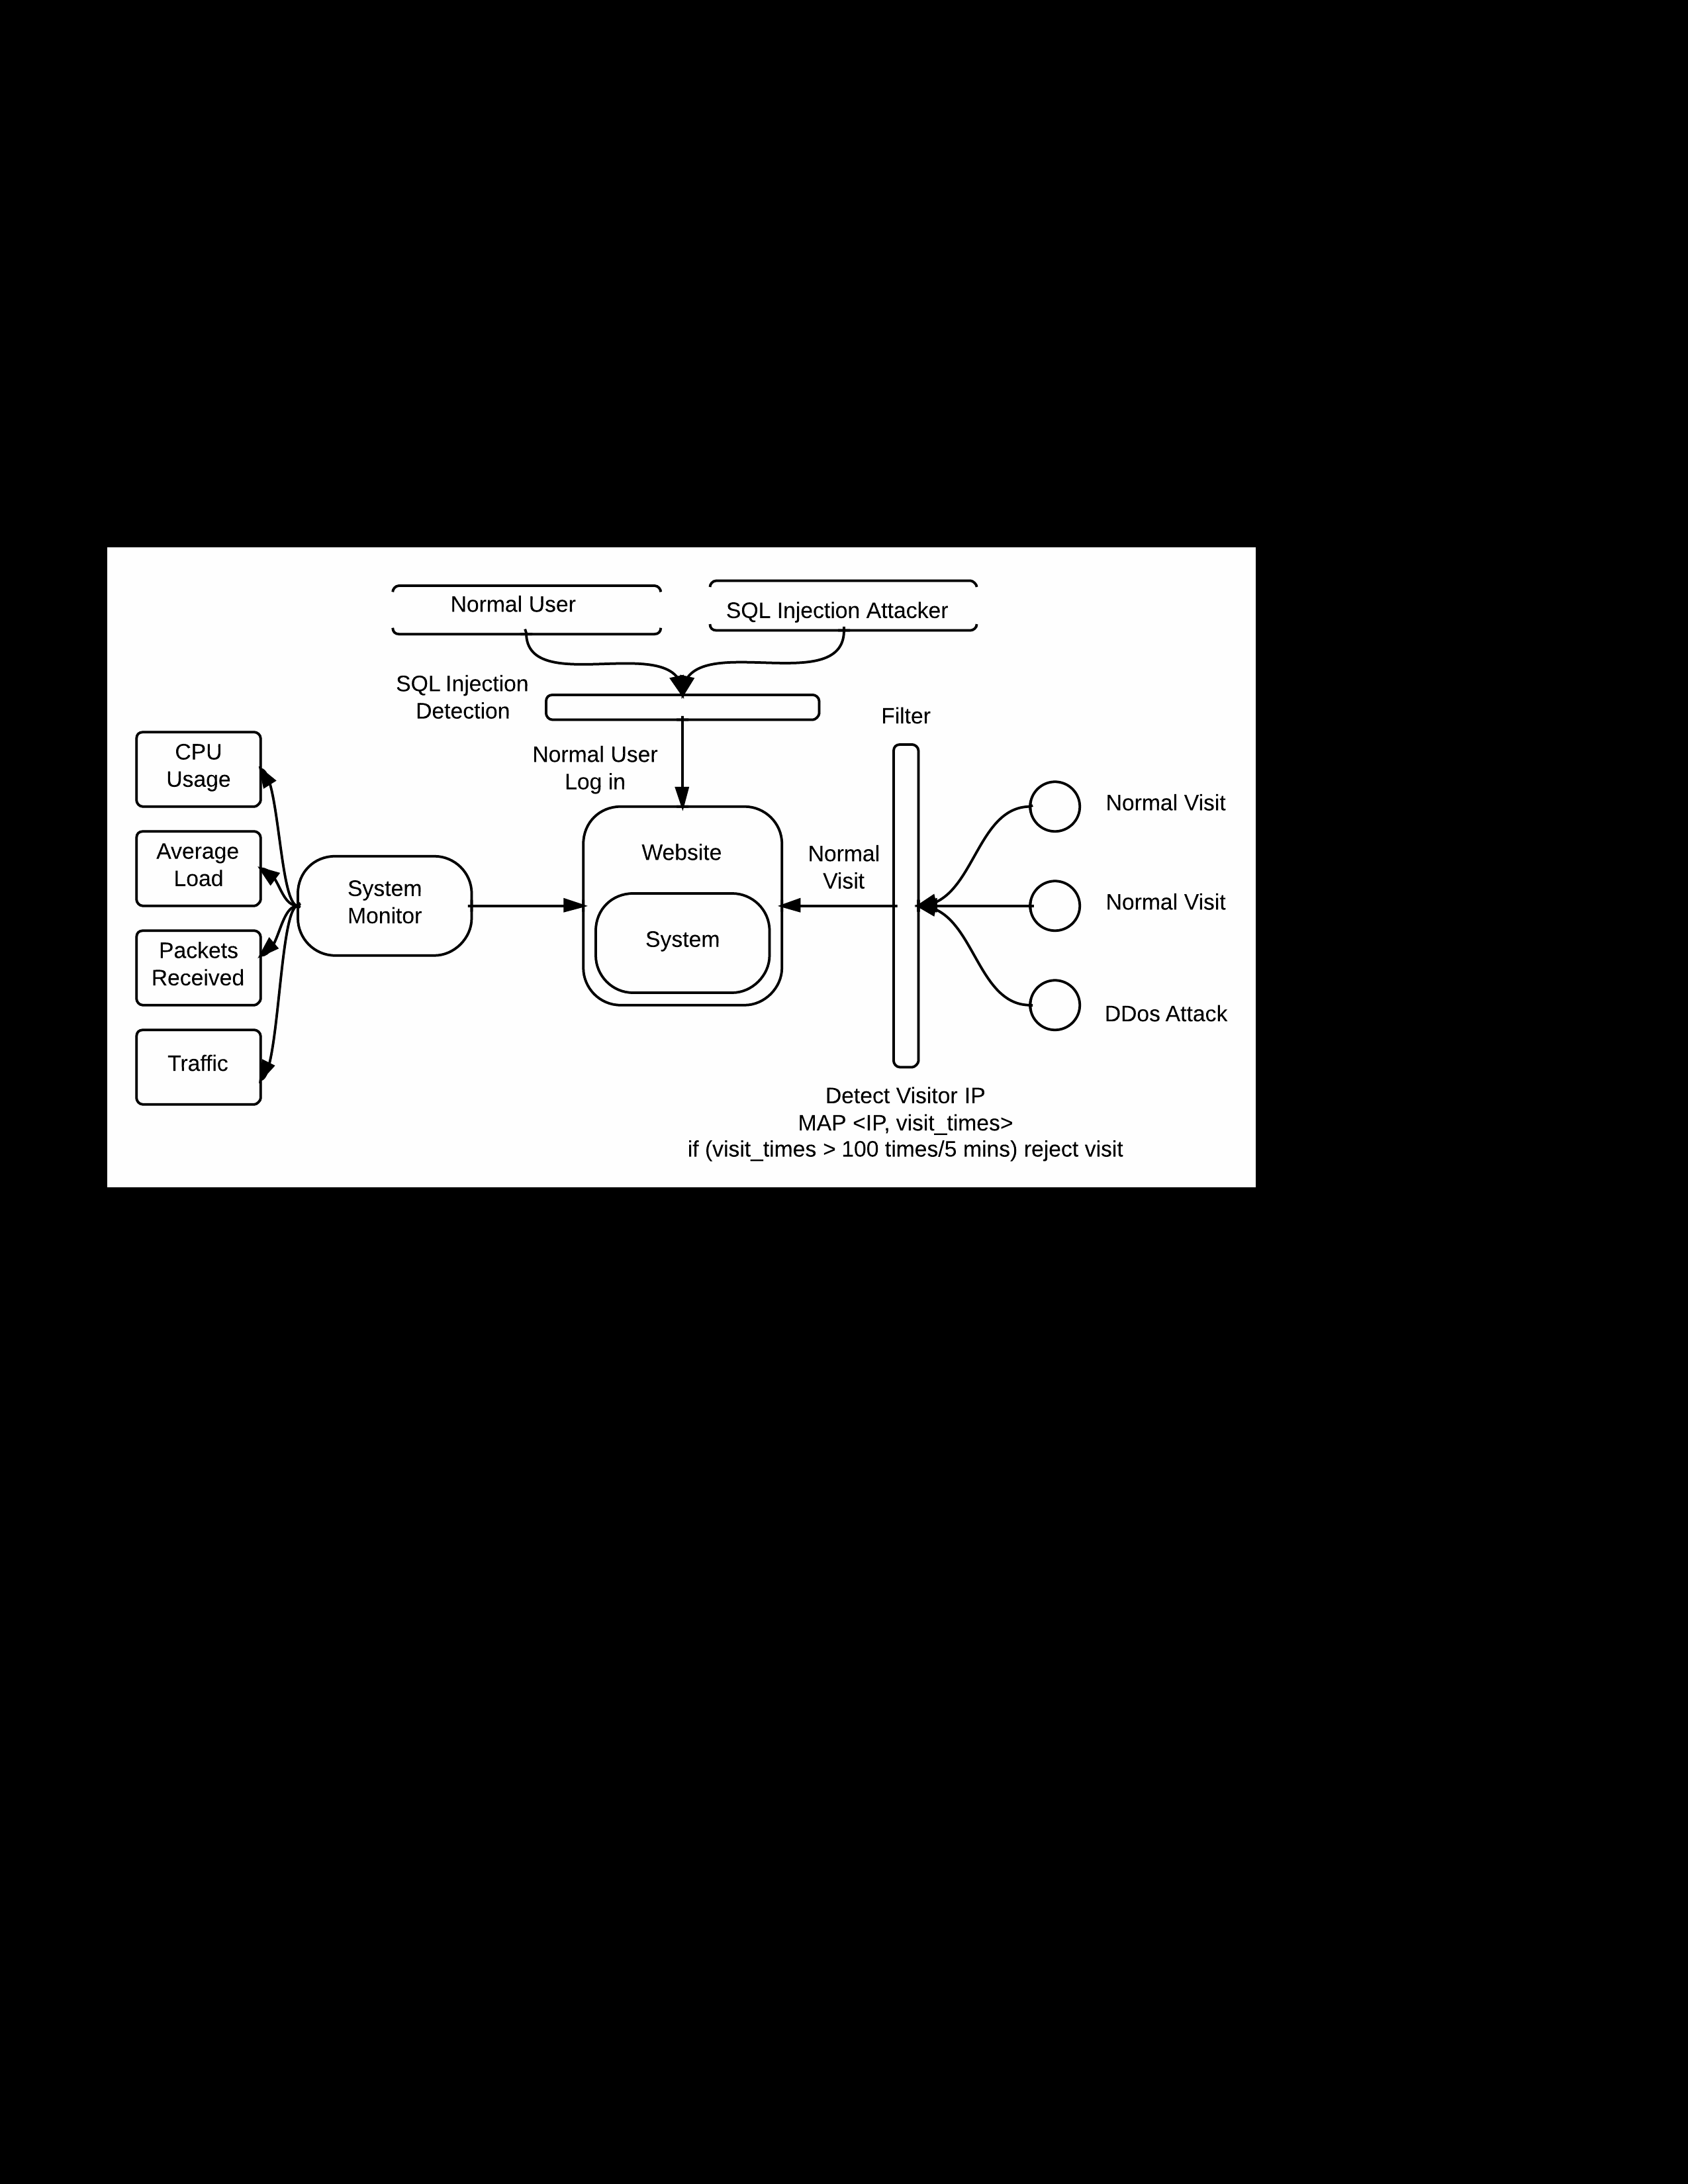 Normal User
SQL Injection Attacker
SQL Injection
Detection
Filter
Normal User
Log in
CPU
Usage
Average
Load
Packets
Received
Traffic
System
Monitor
Website
System
Normal
Visit
Normal Visit
Normal Visit
DDos Attack
Detect Visitor IP
MAP <IP, visit_times>
if (visit_times > 100 times/5 mins) reject visit